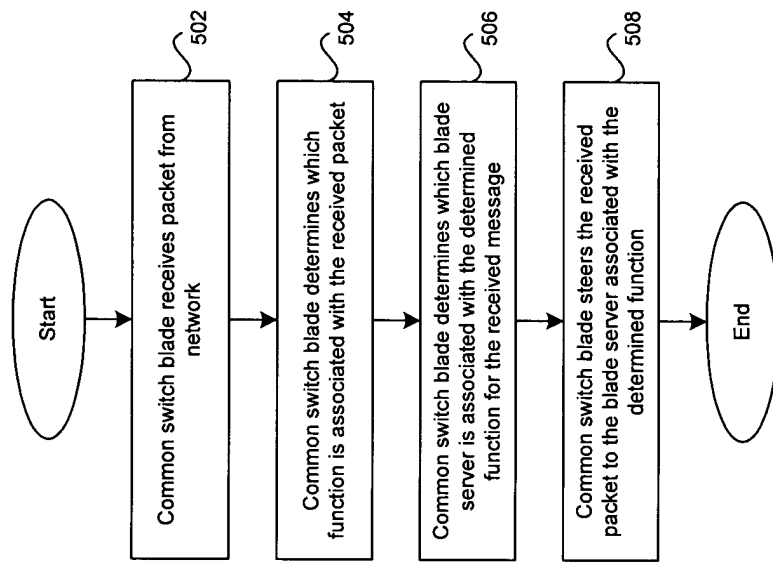 Start
Common switch blade receives packet from
network
502
Common switch blade determines which
function is associated with the received packet
504
Common switch blade determines which blade
server is associated with the determined
function for the received message
506
Common switch blade steers the received
packet to the blade server associated with the
determined function
508
End